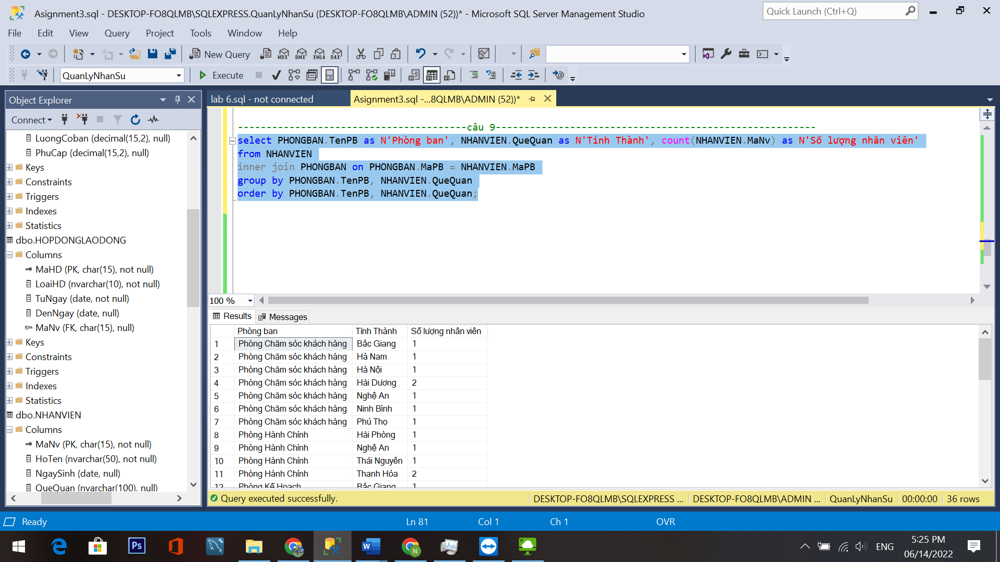 Asignment3.sql - DESKTOP-FO8QLMB\SQLEXPRESS.QuanLyNhanSu (DESKTOP-FO8QLMB\ADMIN (52))* - Microsoft SQL Server Management Studio
Quick Launch (Ctrl+Q)
File Edit View Query Project Tools Window Help
New Query MDX DMX XMLA DAX
QuanLyNhanSu Execute
Object Explorer
lab 6.sql - not connected
Asignment3.sql -...8QLMB\ADMIN (52))*
Connect
LuongCoban (decimal(15,2), null)
PhuCap (decimal(15,2), null)
Keys
Constraints
Triggers
Indexes
Statistics
dbo.HOPDONGLAODONG
Columns
MaHD (PK, char(15), not null)
LoaiHD (nvarchar(10), not null)
TuNgay (date, not null)
DenNgay (date, null)
MaNv (FK, char(15), null)
Keys
Constraints
Triggers
Indexes
Statistics
dbo.NHANVIEN
Columns
MaNv (PK, char(15), not null)
HoTen (nvarchar(50), not null)
NgaySinh (date, null)
QueQuan (nvarchar(100), null)
----------------------------------------câu 9--------------------------------------------------------
select PHONGBAN.TenPB as N'Phòng ban', NHANVIEN.QueQuan as N'Tỉnh Thành', count(NHANVIEN.MaNv) as N'Số lượng nhân viên'
from NHANVIEN
inner join PHONGBAN on PHONGBAN.MaPB = NHANVIEN.MaPB
group by PHONGBAN.TenPB, NHANVIEN.QueQuan
order by PHONGBAN.TenPB, NHANVIEN.QueQuan;
100 %
Results Messages
Phòng ban Tỉnh Thành Số lượng nhân viên
1 Phòng Chăm sóc khách hàng Bắc Giang 1
2 Phòng Chăm sóc khách hàng Hà Nam 1
3 Phòng Chăm sóc khách hàng Hà Nội 1
4 Phòng Chăm sóc khách hàng Hải Dương 2
5 Phòng Chăm sóc khách hàng Nghệ An 1
6 Phòng Chăm sóc khách hàng Ninh Bình 1
7 Phòng Chăm sóc khách hàng Phú Thọ 1
8 Phòng Hành Chính Hải Phòng 1
9 Phòng Hành Chính Nghệ An 1
10 Phòng Hành Chính Thái Nguyên 1
11 Phòng Hành Chính Thanh Hóa 2
12 Phòng Kế Hoạch Bắc Giang 1
Query executed successfully.
DESKTOP-FO8QLMB\SQLEXPRESS ... DESKTOP-FO8QLMB\ADMIN ... QuanLyNhanSu 00:00:00 36 rows
Ready Ln 81 Col 1 Ch 1 OVR
Ps
W
N
ENG
5:25 PM
06/14/2022